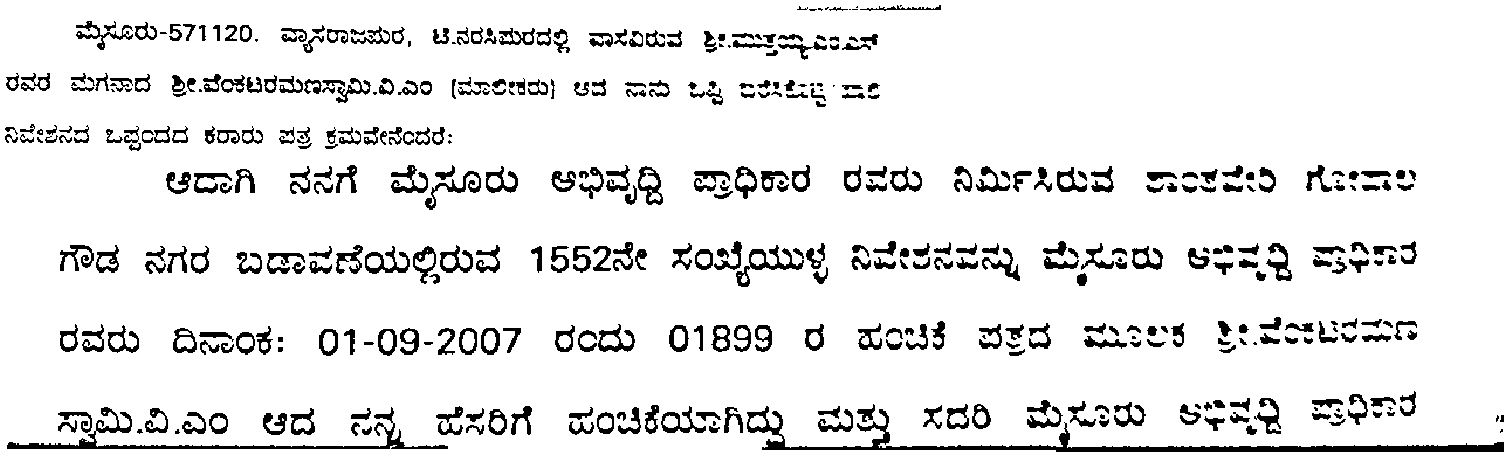 ಮೈಸೂರು-571120. ವ್ಯಾಸರಾಜಪುರ, ಟಿ.ನರಸಿಪುರದಲ್ಲಿ ವಾಸವಿರುವ ಶ್ರೀ.ಮುತ್ತಯ್ಯ.ಎಂ.ಎಸ್
ರವರ ಮಗನಾದ ಶ್ರೀ.ವೆಂಕಟರಮಣಸ್ವಾಮಿ.ವಿ.ಎಂ (ಮಾಲೀಕರು) ಆದ ನಾನು ಒಪ್ಪಿ ಬರೆಸಿಕೊಟ್ಟ ಖಾಲಿ
ನಿವೇಶನದ ಒಪ್ಪಂದದ ಕರಾರು ಪತ್ರ ಕ್ರಮವೇನೆಂದರೆ:
ಆದಾಗಿ ನನಗೆ ಮೈಸೂರು ಅಭಿವೃದ್ಧಿ ಪ್ರಾಧಿಕಾರ ರವರು ನಿರ್ಮಿಸಿರುವ ಶಾಂತವೇರಿ ಗೋಪಾಲ
ಗೌಡ ನಗರ ಬಡಾವಣೆಯಲ್ಲಿರುವ 1552ನೇ ಸಂಖ್ಯೆಯುಳ್ಳ ನಿವೇಶನವನ್ನು ಮೈಸೂರು ಅಭಿವೃದ್ಧಿ ಪ್ರಾಧಿಕಾರ
ರವರು ದಿನಾಂಕ: 01-09-2007 ರಂದು 01899 ರ ಹಂಚಿಕೆ ಪತ್ರದ ಮೂಲಕ ಶ್ರೀ.ವೆಂಕಟರಮಣ
ಸ್ವಾಮಿ.ವಿ.ಎಂ ಆದ ನನ್ನ ಹೆಸರಿಗೆ ಹಂಚಿಕೆಯಾಗಿದ್ದು ಮತ್ತು ಸದರಿ ಮೈಸೂರು ಅಭಿವೃದ್ಧಿ ಪ್ರಾಧಿಕಾರ